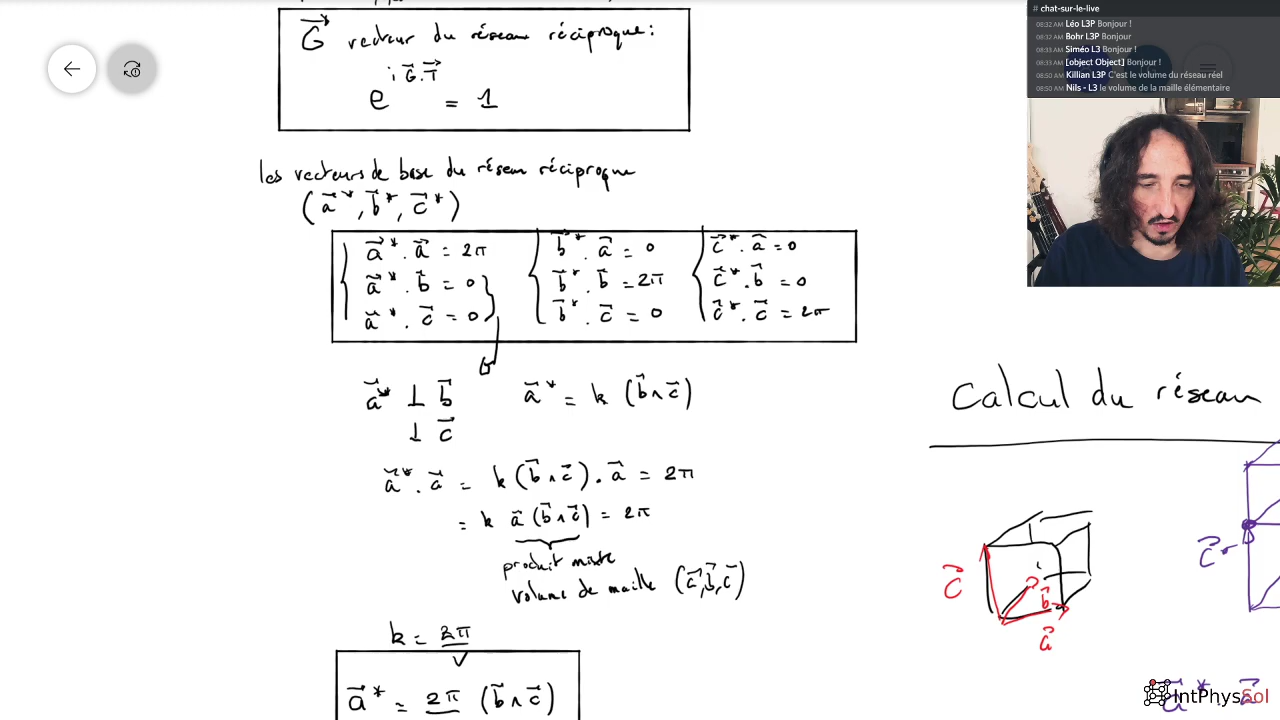 G⃗ vecteur du réseau réciproque :
e^(i G⃗.T⃗) = 1
les vecteurs de base du réseau réciproque
(a⃗*, b⃗*, c⃗*)
a⃗* . a⃗ = 2π   b⃗* . a⃗ = 0   c⃗* . a⃗ = 0
a⃗* . b⃗ = 0   b⃗* . b⃗ = 2π   c⃗* . b⃗ = 0
a⃗* . c⃗ = 0   b⃗* . c⃗ = 0   c⃗* . c⃗ = 2π
a⃗* ⊥ b⃗   a⃗* = k (b⃗ ∧ c⃗)
⊥ c⃗
a⃗* . a⃗ = k (b⃗ ∧ c⃗) . a⃗ = 2π
= k a⃗ (b⃗ ∧ c⃗) = 2π
produit mixte
volume de maille (a⃗, b⃗, c⃗)
k = 2π/V
a⃗* = 2π (b⃗ ∧ c⃗)
# chat-sur-le-live
08:32 AM Léo L3P Bonjour !
08:32 AM Bohr L3P Bonjour
08:33 AM Siméo L3 Bonjour !
08:33 AM [object Object] Bonjour !
08:50 AM Killian L3P C'est le volume du réseau réel
08:50 AM Nils - L3 le volume de la maille élémentaire
Calcul du réseau
c⃗
b⃗
a⃗
c⃗*
a⃗*
IntPhysSol